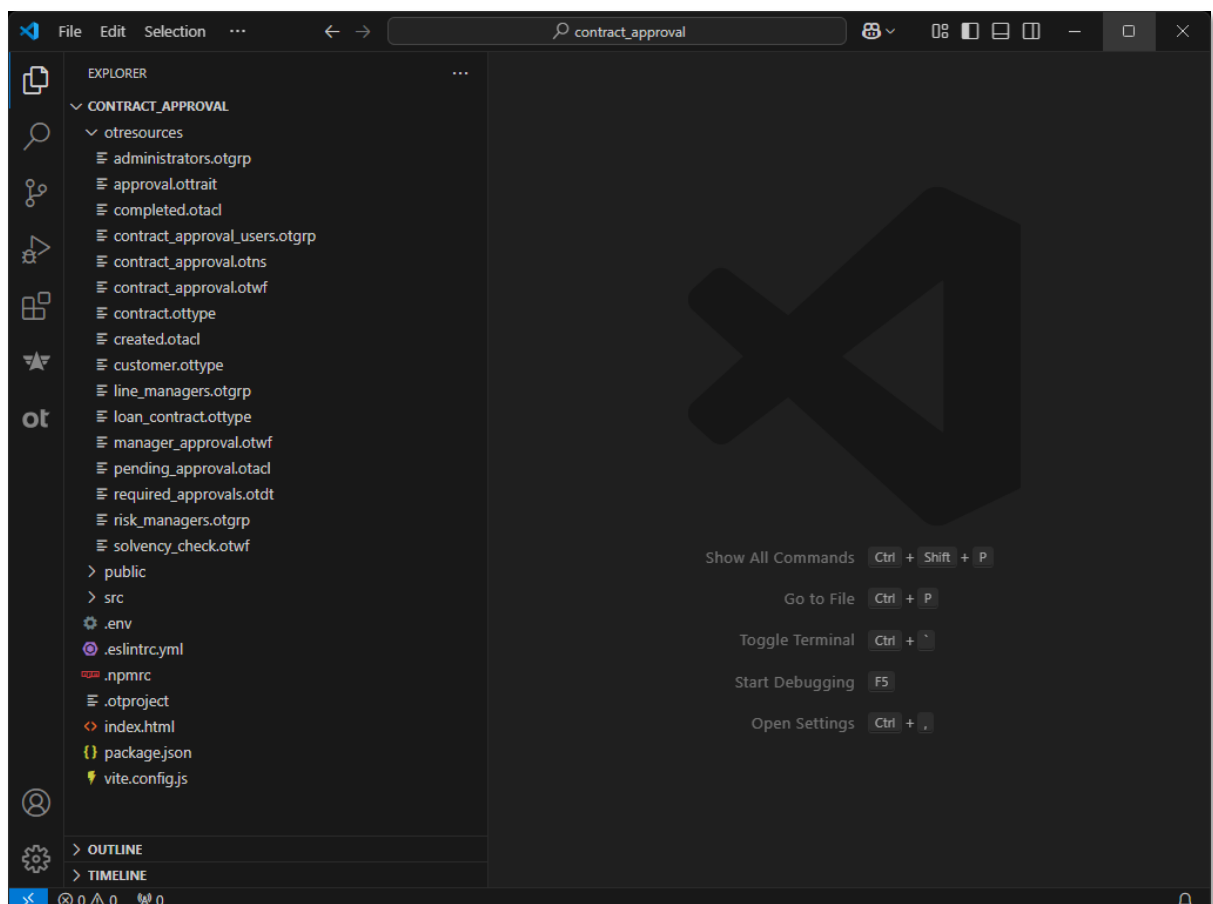 File Edit Selection ··· contract_approval
EXPLORER ···
CONTRACT_APPROVAL
otresources
administrators.otgrp
approval.ottrait
completed.otacl
contract_approval_users.otgrp
contract_approval.otns
contract_approval.otwf
contract.ottype
created.otacl
customer.ottype
line_managers.otgrp
loan_contract.ottype
ot
manager_approval.otwf
pending_approval.otacl
required_approvals.otdt
risk_managers.otgrp
solvency_check.otwf
public
src
.env
.eslintrc.yml
.npmrc
.otproject
index.html
{} package.json
vite.config.js
OUTLINE
TIMELINE
0 0 0
Show All Commands Ctrl + Shift + P
Go to File Ctrl + P
Toggle Terminal Ctrl + `
Start Debugging F5
Open Settings Ctrl + ,